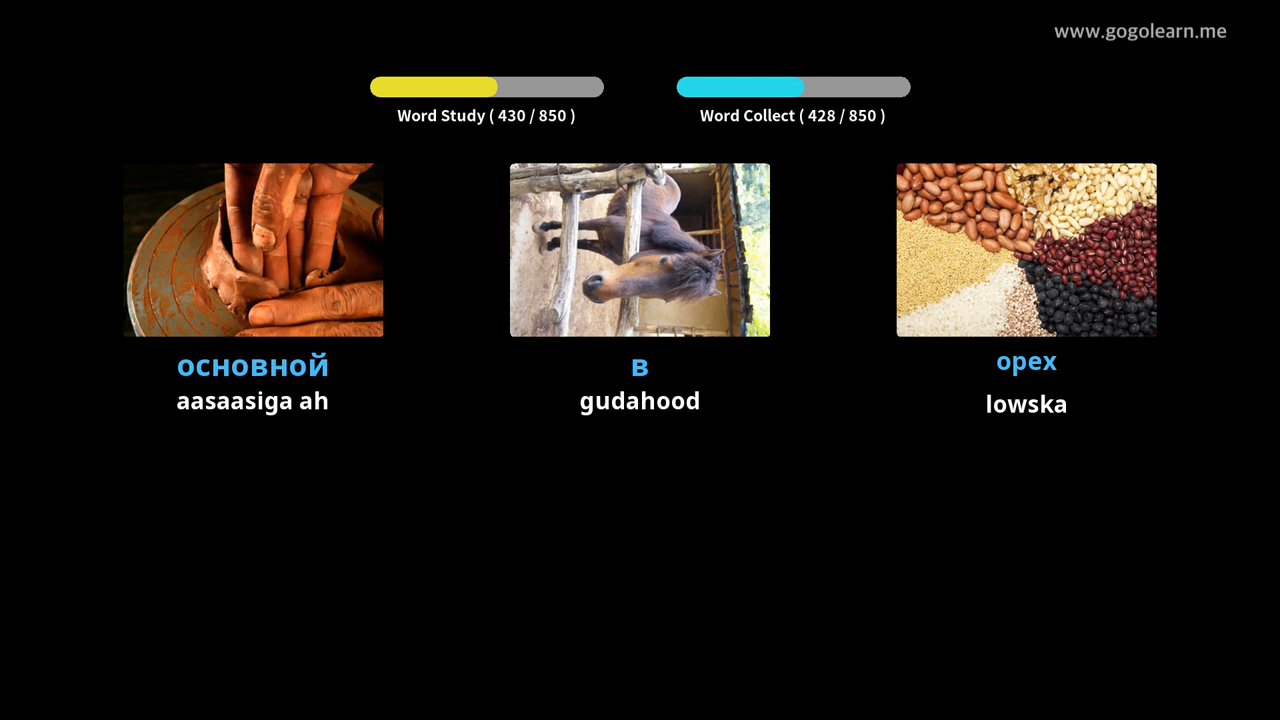 www.gogolearn.me
Word Study ( 430 / 850 )
Word Collect ( 428 / 850 )
основной
aasaasiga ah
в
gudahood
орех
lowska